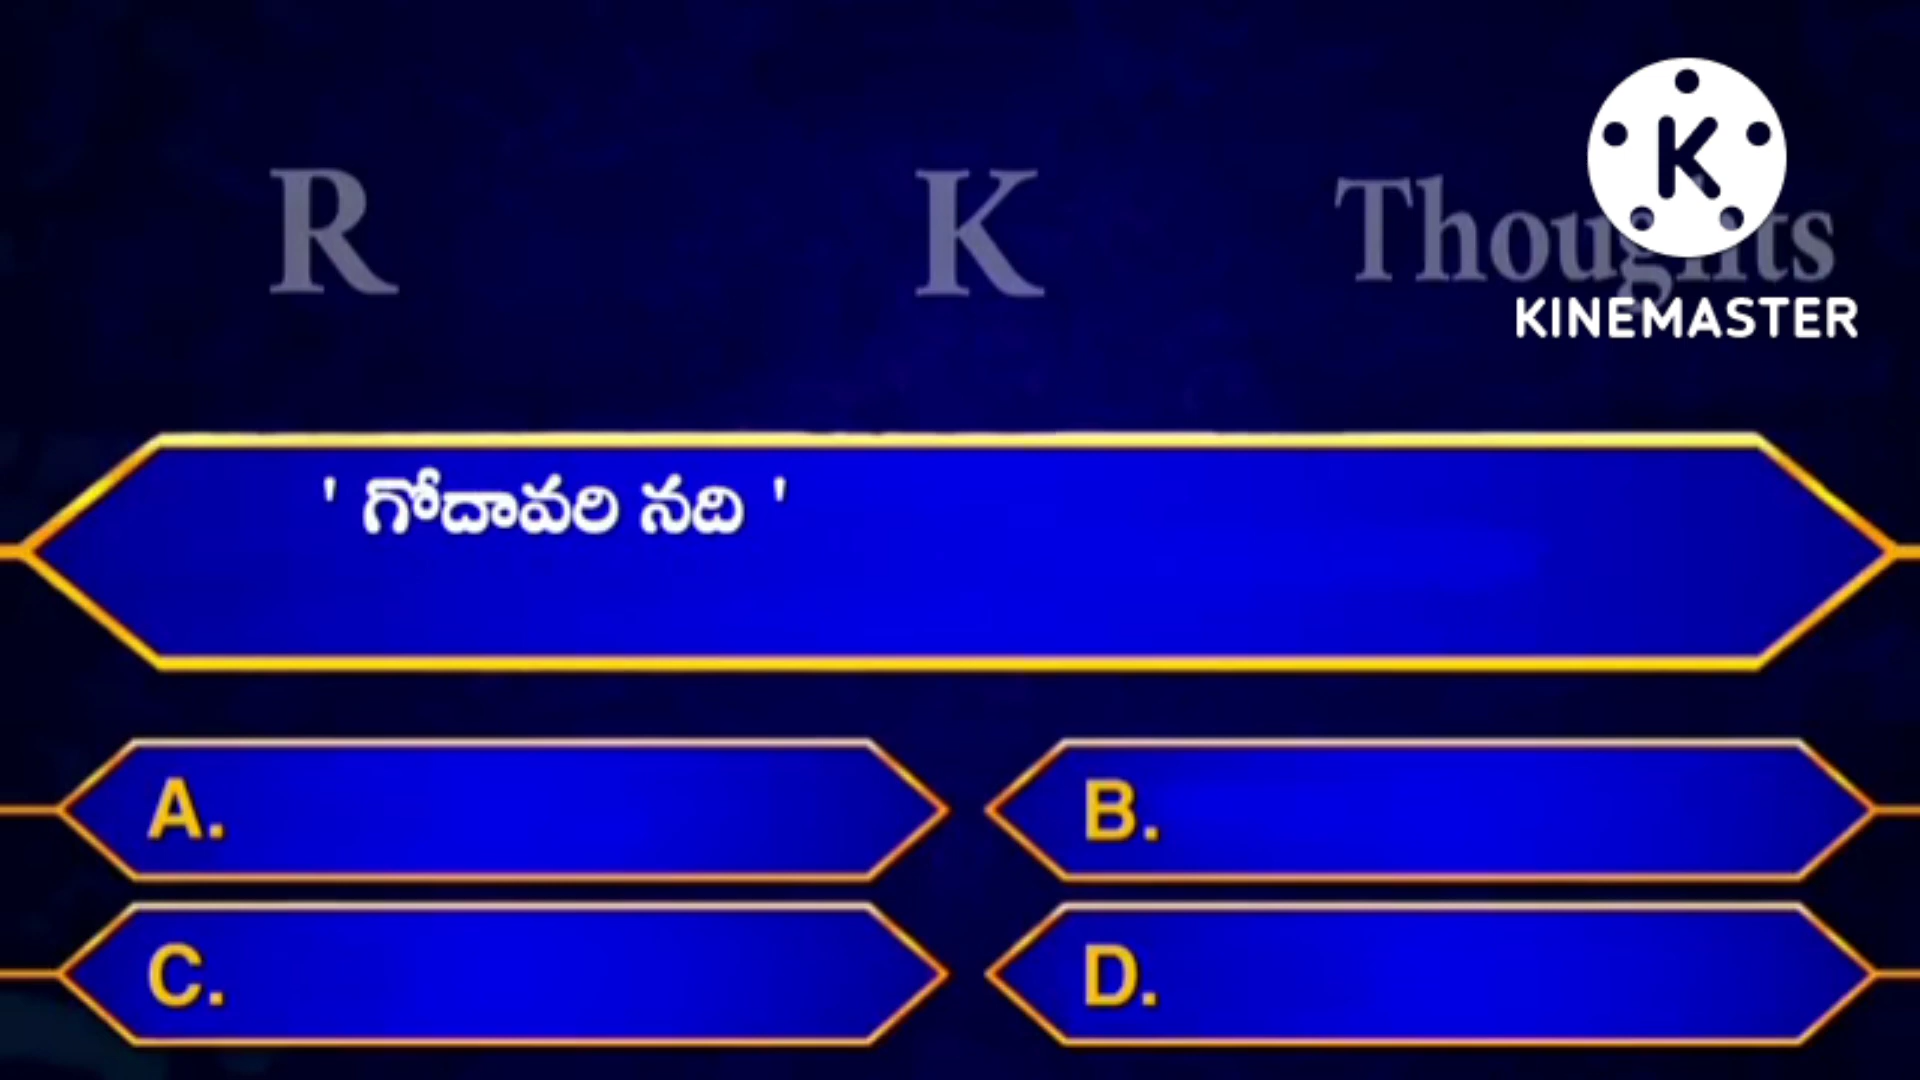 R K Thoughts
K
KINEMASTER
' గోదావరి నది '
A.
B.
C.
D.